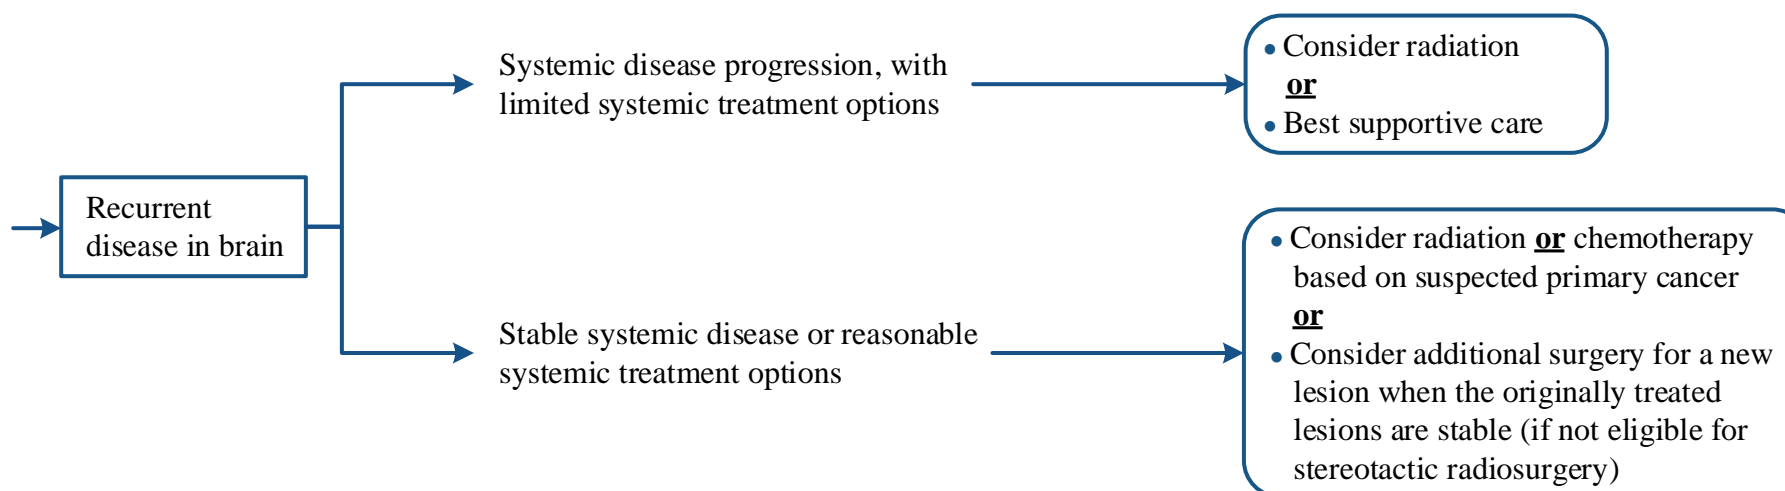 Recurrent
disease in brain
Systemic disease progression, with
limited systemic treatment options
• Consider radiation
or
• Best supportive care
Stable systemic disease or reasonable
systemic treatment options
• Consider radiation or chemotherapy
based on suspected primary cancer
or
• Consider additional surgery for a new
lesion when the originally treated
lesions are stable (if not eligible for
stereotactic radiosurgery)